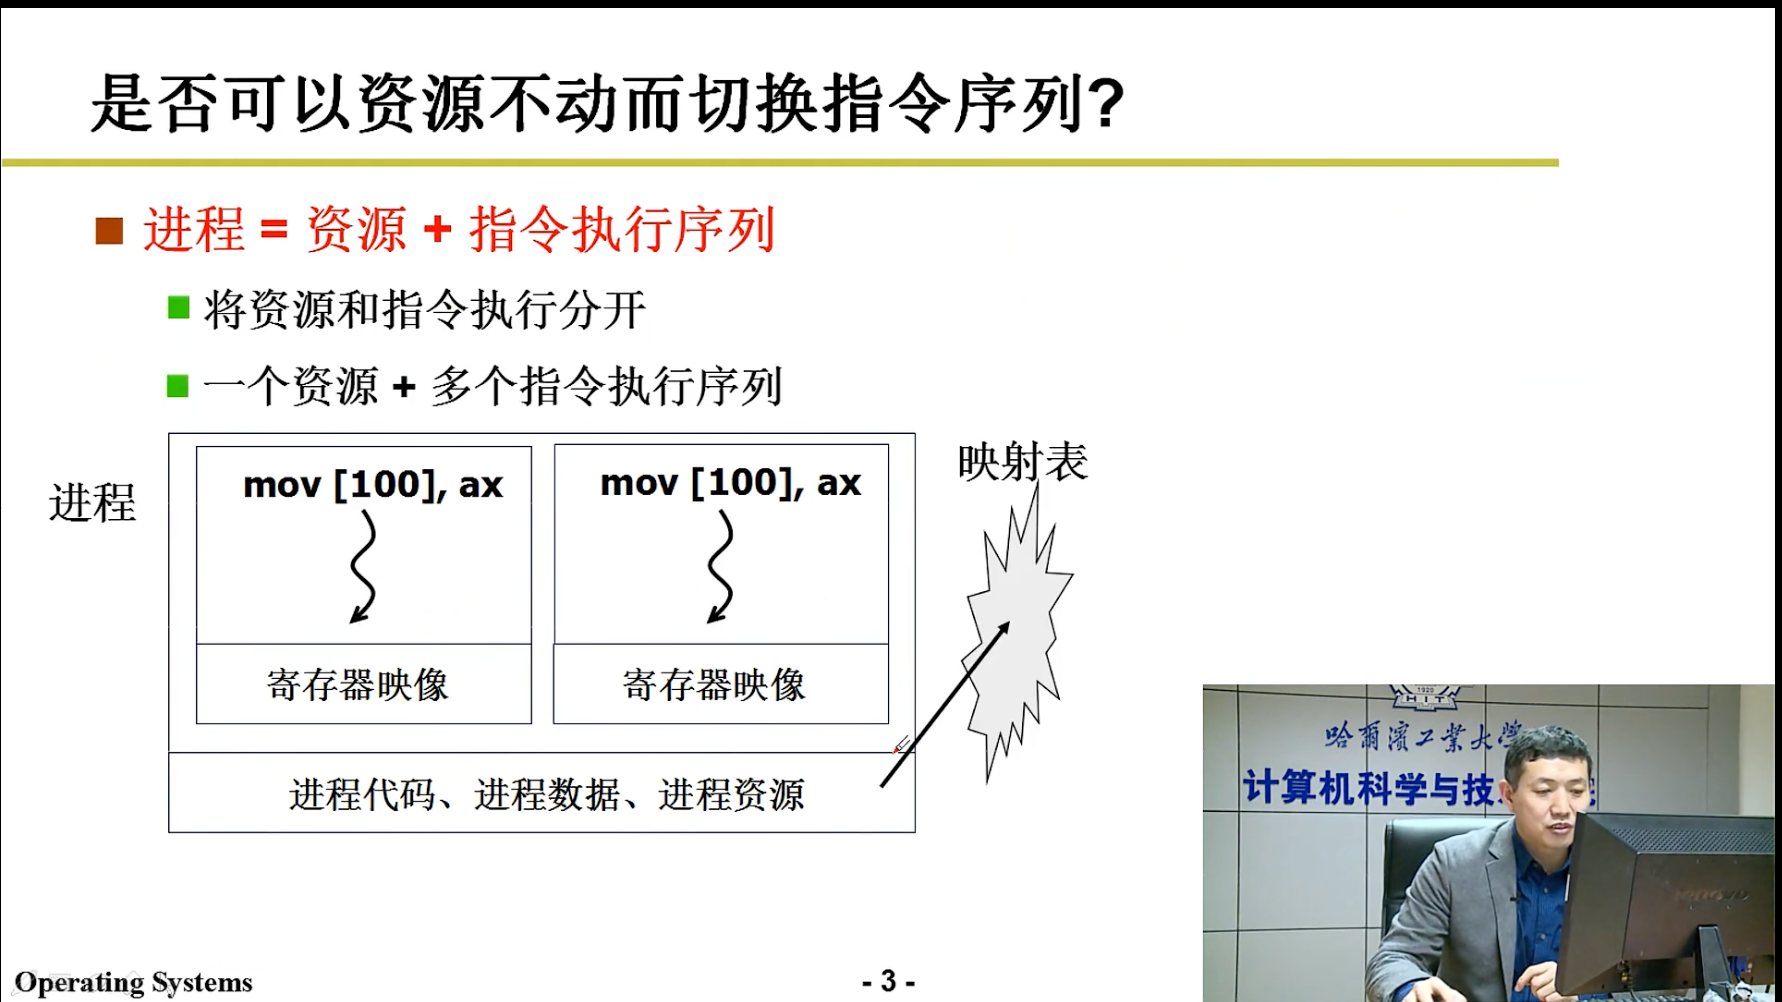 是否可以资源不动而切换指令序列?
进程 = 资源 + 指令执行序列
将资源和指令执行分开
一个资源 + 多个指令执行序列
进程
mov [100], ax
mov [100], ax
映射表
寄存器映像
寄存器映像
进程代码、进程数据、进程资源
1920
HIT
哈爾濱工業大學
计算机科学与技
Operating Systems
- 3 -